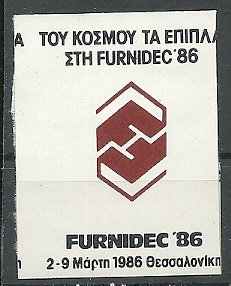 Α ΤΟΥ ΚΟΣΜΟΥ ΤΑ ΕΠΙΠΛΑ
ΣΤΗ FURNIDEC '86
FURNIDEC '86
η 2-9 Μάρτη 1986 Θεσσαλονίκη